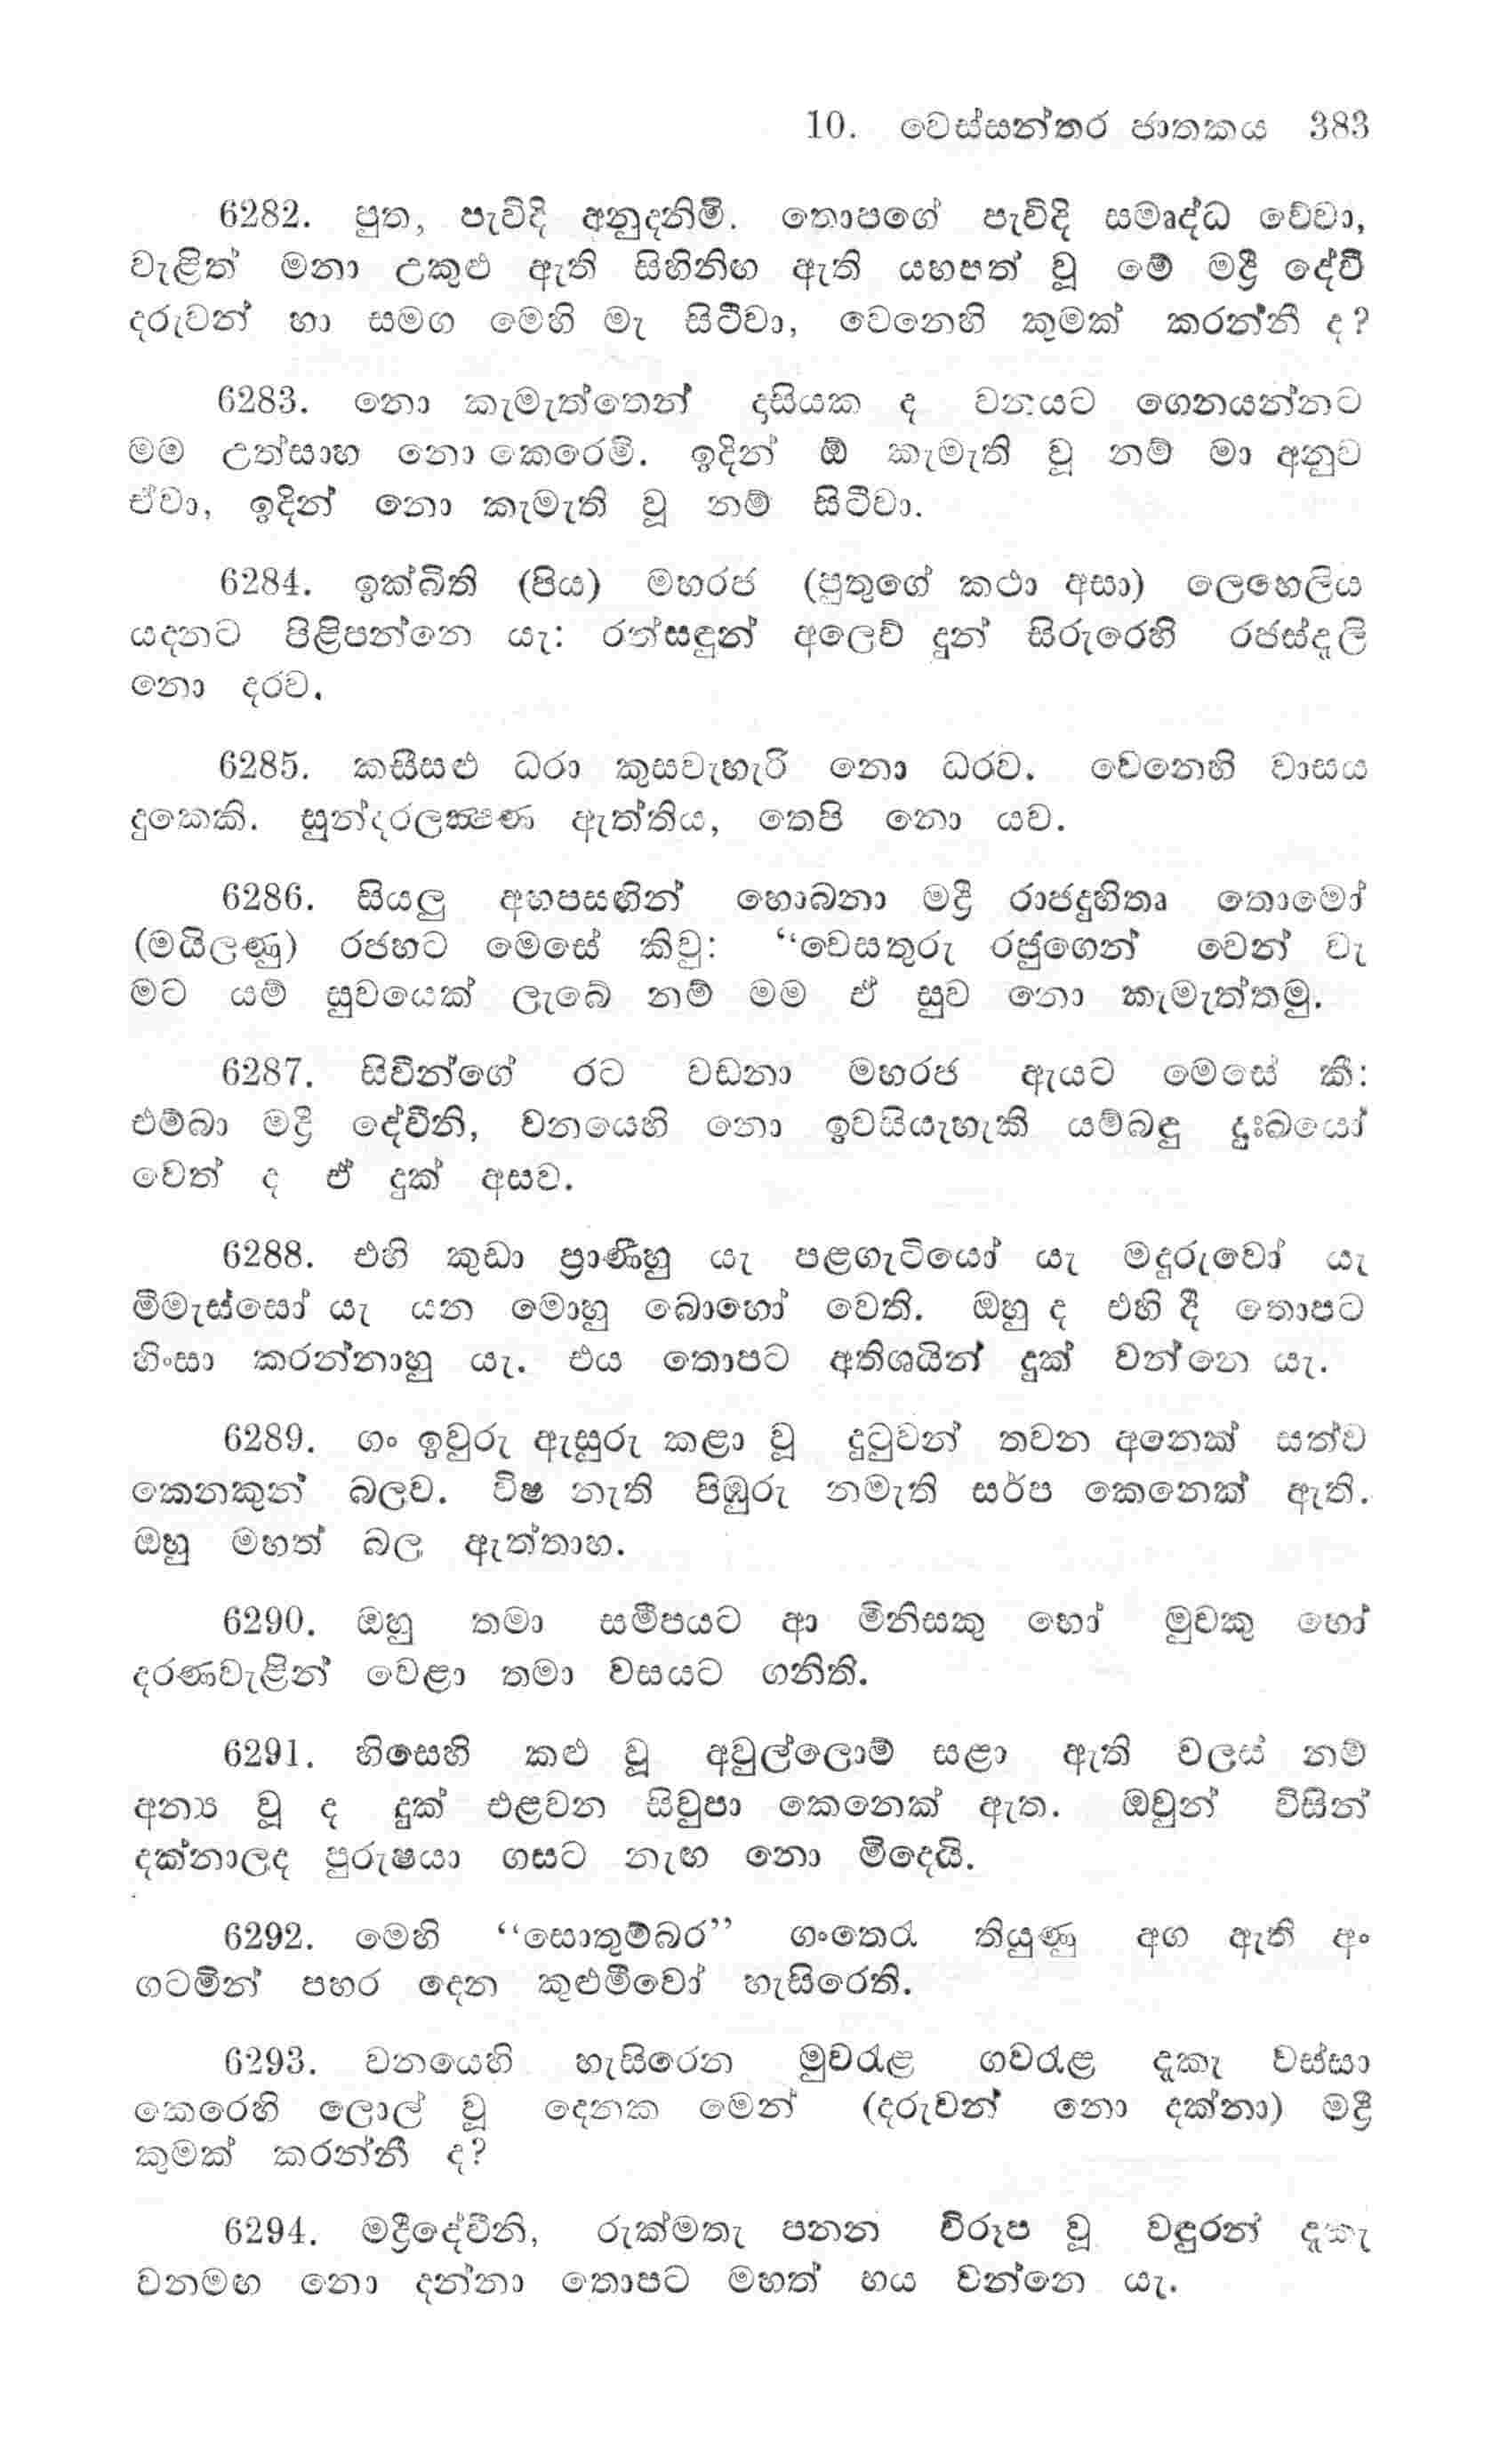 10. වෙස්සන්තර ජාතකය 383
6282. පුත, පැවිදි අනුදනිමි. තොපගේ පැවිදි සමෘද්ධ වේවා,
වැළිත් මනා උකුළු ඇති සිහිනිඟ ඇති යහපත් වූ මේ මද්‍රී දේවී
දරුවන් හා සමග මෙහි මැ සිටීවා, වෙනෙහි කුමක් කරන්නී ද?
6283. නො කැමැත්තෙන් දාසියක ද වනයට ගෙනයන්නට
මම උත්සාහ නො කෙරෙමි. ඉදින් ඕ කැමැති වූ නම් මා අනුව
ඒවා, ඉදින් නො කැමැති වූ නම් සිටීවා.
6284. ඉක්බිති (පිය) මහරජ (පුතුගේ කථා අසා) ලෙහෙලිය
යදනට පිළිපන්නෙ යැ: රත්සඳුන් අලෙව් දුන් සිරුරෙහි රජස්දැලි
නො දරව.
6285. කසීසළු ධරා කුසවැහැරි නො ධරව. වෙනෙහි වාසය
දුකෙකි. සුන්දරලක්‍ෂණ ඇත්තිය, තෙපි නො යව.
6286. සියලු අඟපසඟින් හොබනා මද්‍රී රාජදුහිතෘ තොමෝ
(මයිලණු) රජහට මෙසේ කිවු: “වෙසතුරු රජුගෙන් වෙන් වැ
මට යම් සුවයෙක් ලැබේ නම් මම ඒ සුව නො කැමැත්තමු.
6287. සිවීන්ගේ රට වඩනා මහරජ ඇයට මෙසේ කී:
එම්බා මද්‍රී දේවීනි, වනයෙහි නො ඉවසියැහැකි යම්බඳු දුඃඛයෝ
වෙත් ද ඒ දුක් අසව.
6288. එහි කුඩා ප්‍රාණීහු යැ පළගැටියෝ යැ මදුරුවෝ යැ
මීමැස්සෝ යැ යන මොහු බොහෝ වෙති. ඔහු ද එහි දී තොපට
හිංසා කරන්නාහු යැ. එය තොපට අතිශයින් දුක් වන්නෙ යැ.
6289. ගං ඉවුරු ඇසුරු කළා වූ දුටුවන් තවන අනෙක් සත්ව
කෙනකුන් බලව. විෂ නැති පිඹුරු නමැති සර්ප කෙනෙක් ඇති.
ඔහු මහත් බල ඇත්තාහ.
6290. ඔහු තමා සමීපයට ආ මිනිසකු හෝ මුවකු හෝ
දරණවැළින් වෙළා තමා වසයට ගනිති.
6291. හිසෙහි කළු වූ අවුල්ලොම් සළා ඇති වලස් නම්
අන්‍ය වූ ද දුක් එළවන සිවුපා කෙනෙක් ඇත. ඔවුන් විසින්
දක්නාලද පුරුෂයා ගසට නැඟ නො මිදෙයි.
6292. මෙහි “සොතුම්බර” ගංතෙරැ තියුණු අග ඇති අං
ගටමින් පහර දෙන කුළුමීවෝ හැසිරෙති.
6293. වනයෙහි හැසිරෙන මුවරැළ ගවරැළ දැකැ වස්සා
කෙරෙහි ලොල් වූ දෙනක මෙන් (දරුවන් නො දක්නා) මද්‍රී
කුමක් කරන්නී ද?
6294. මද්‍රීදේවීනි, රුක්මතැ පනන විරූප වූ වඳුරන් දැකැ
වනමඟ නො දන්නා තොපට මහත් භය වන්නෙ යැ.